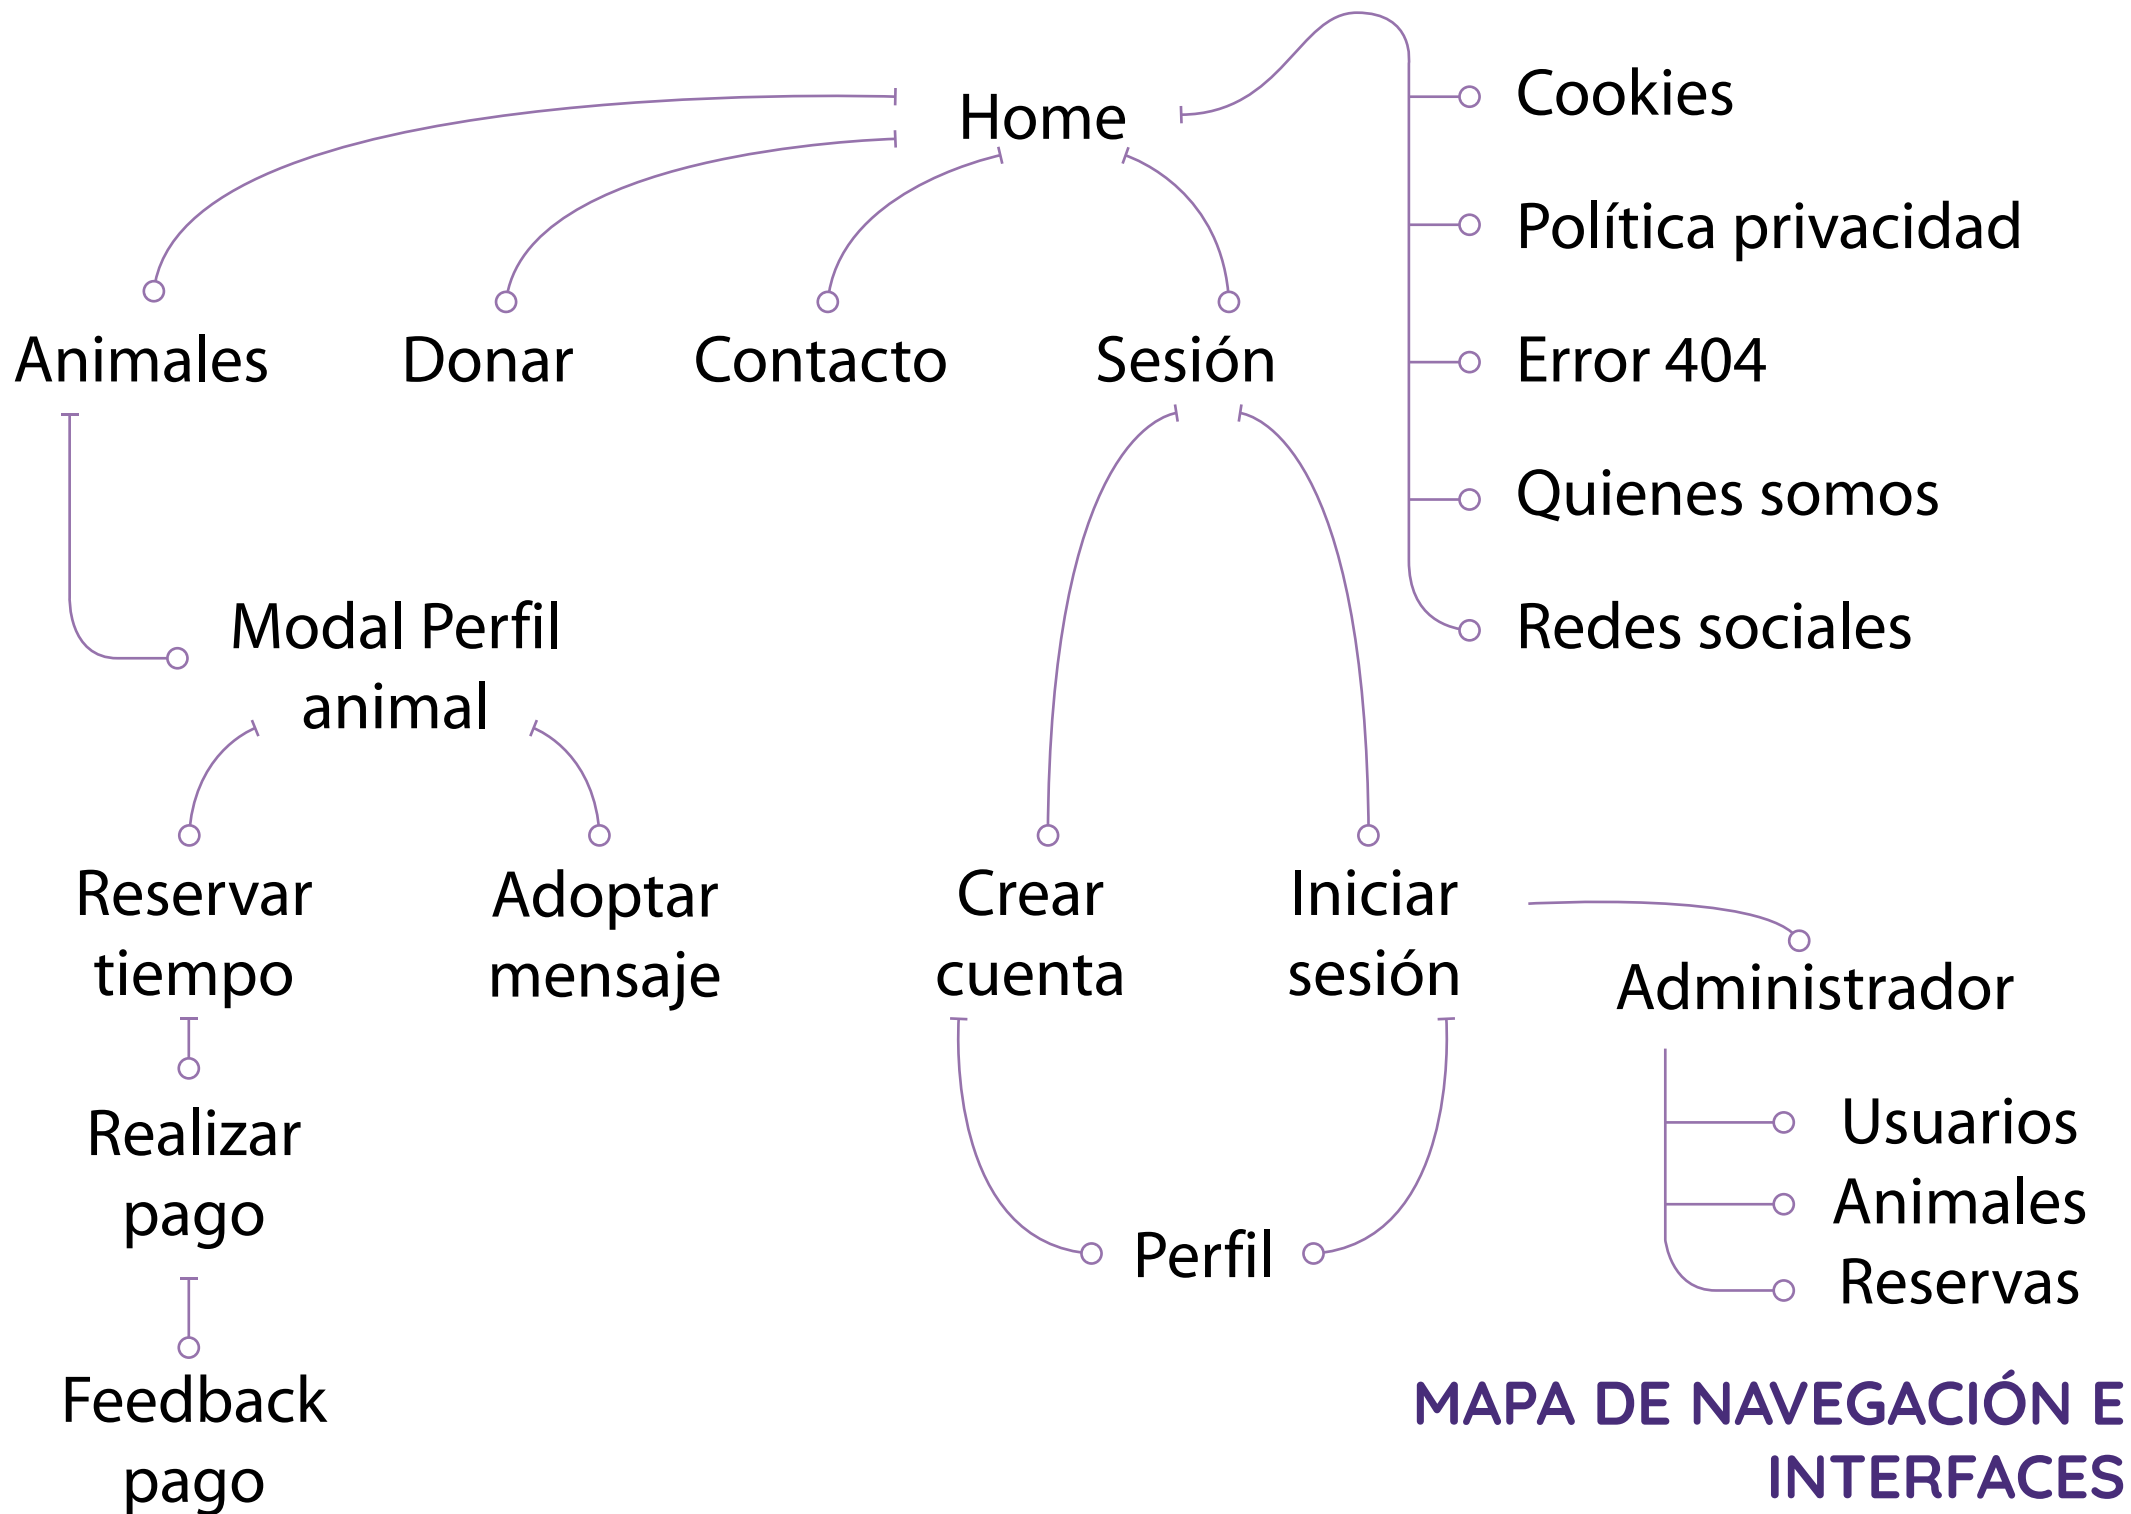 Home
Cookies
Política privacidad
Error 404
Quienes somos
Redes sociales
Animales
Donar
Contacto
Sesión
Modal Perfil
animal
Reservar
tiempo
Adoptar
mensaje
Crear
cuenta
Iniciar
sesión
Administrador
Realizar
pago
Perfil
Usuarios
Animales
Reservas
Feedback
pago
MAPA DE NAVEGACIÓN E
INTERFACES